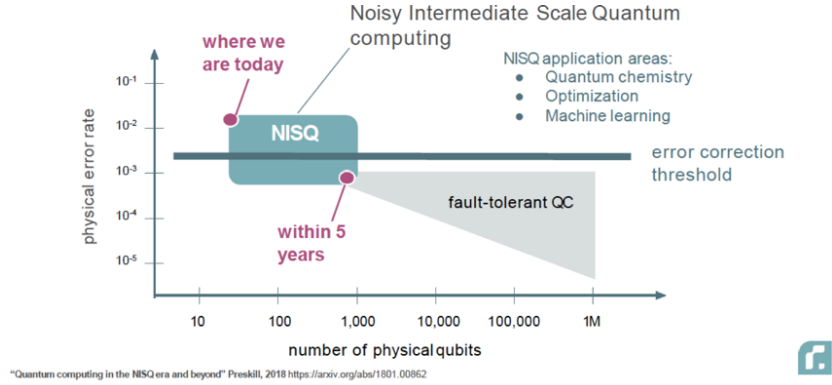 Noisy Intermediate Scale Quantum
computing
where we
are today
NISQ application areas:
● Quantum chemistry
● Optimization
● Machine learning
physical error rate
10-1
10-2
10-3
10-4
10-5
NISQ
error correction
threshold
fault-tolerant QC
within 5
years
10
100
1,000
10,000
100,000
1M
number of physical qubits
"Quantum computing in the NISQ era and beyond" Preskill, 2018 https://arxiv.org/abs/1801.00862
r.